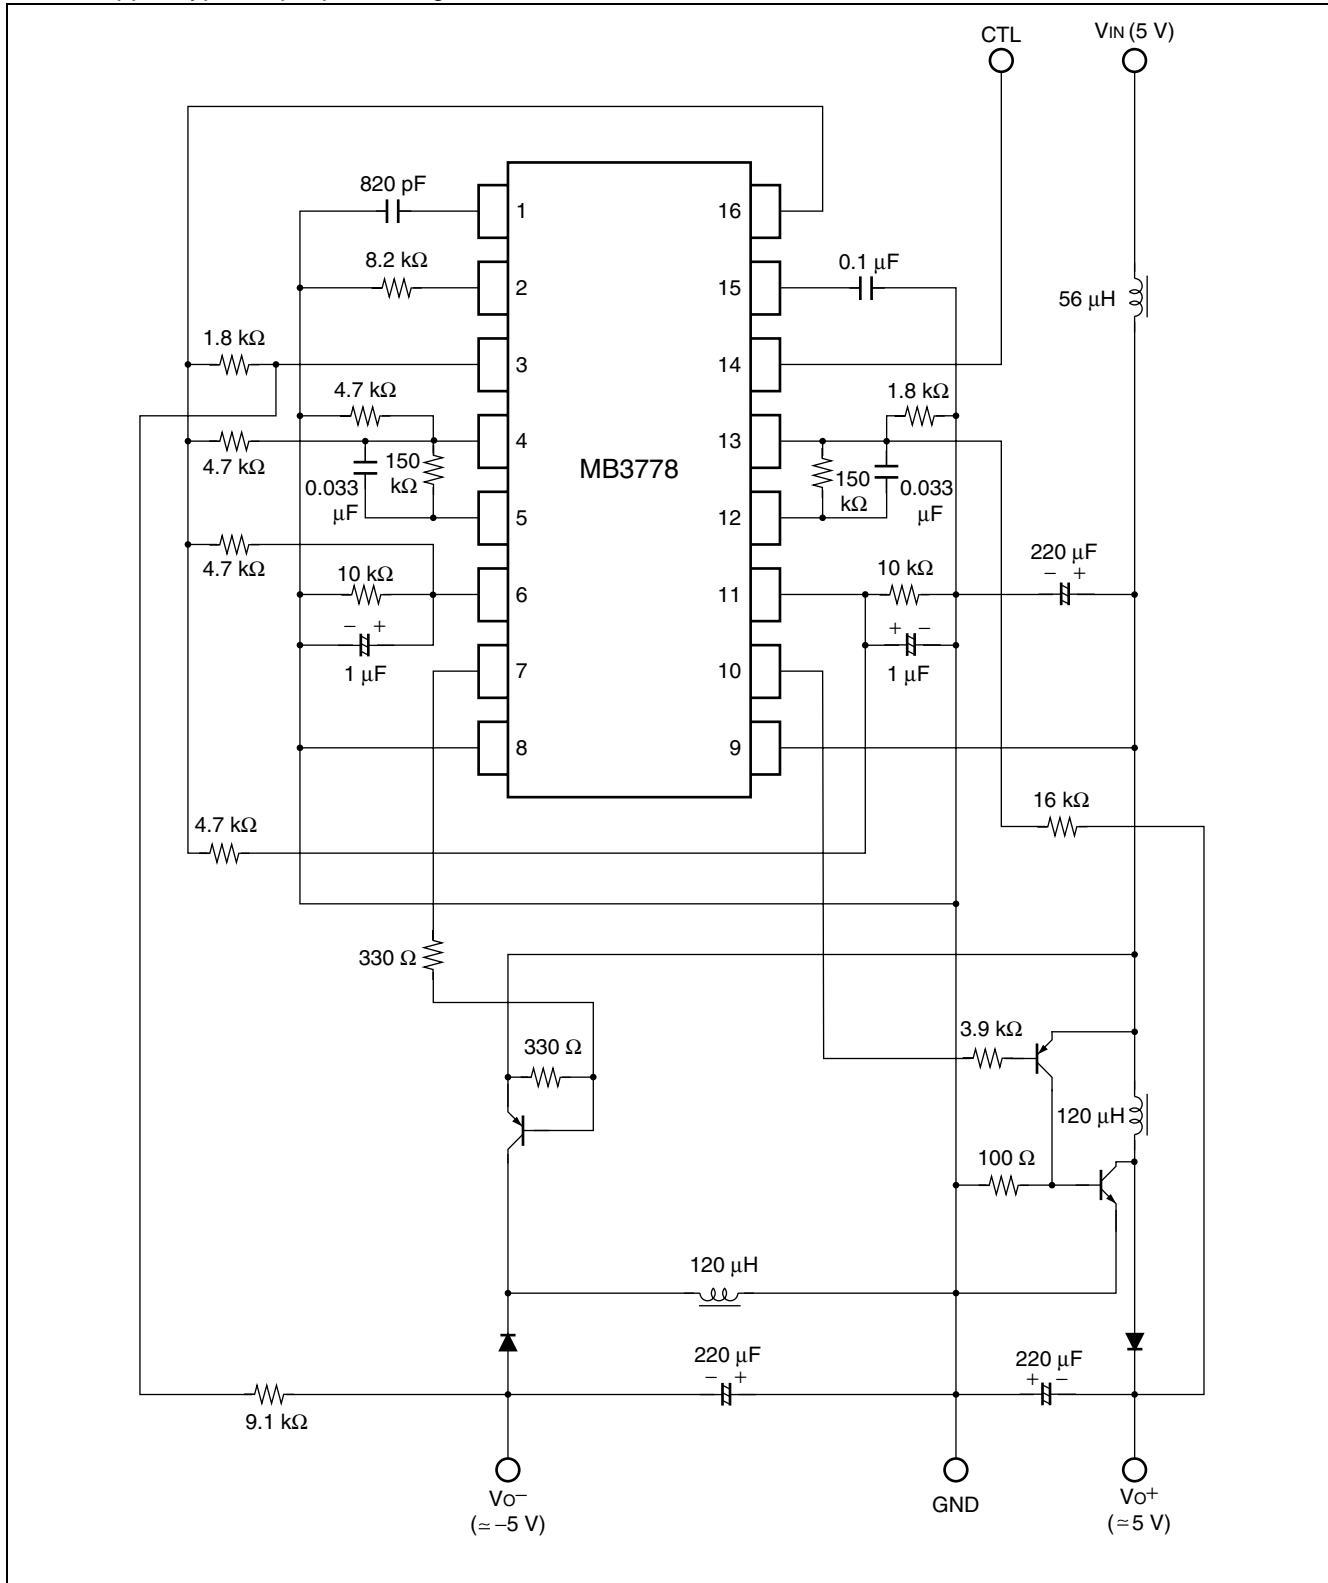 CTL
VIN (5 V)
820 pF
1
16
8.2 kΩ
0.1 µF
2
15
56 µH
1.8 kΩ
3
14
4.7 kΩ
1.8 kΩ
4
13
MB3778
4.7 kΩ
150
kΩ
0.033
µF
150
kΩ
0.033
µF
5
12
4.7 kΩ
220 µF
− +
10 kΩ
10 kΩ
6
11
− +
+ −
1 µF
1 µF
7
10
8
9
16 kΩ
4.7 kΩ
330 Ω
3.9 kΩ
330 Ω
120 µH
100 Ω
120 µH
220 µF
− +
220 µF
+ −
9.1 kΩ
VO−
(≃ −5 V)
GND
VO+
(≃ 5 V)